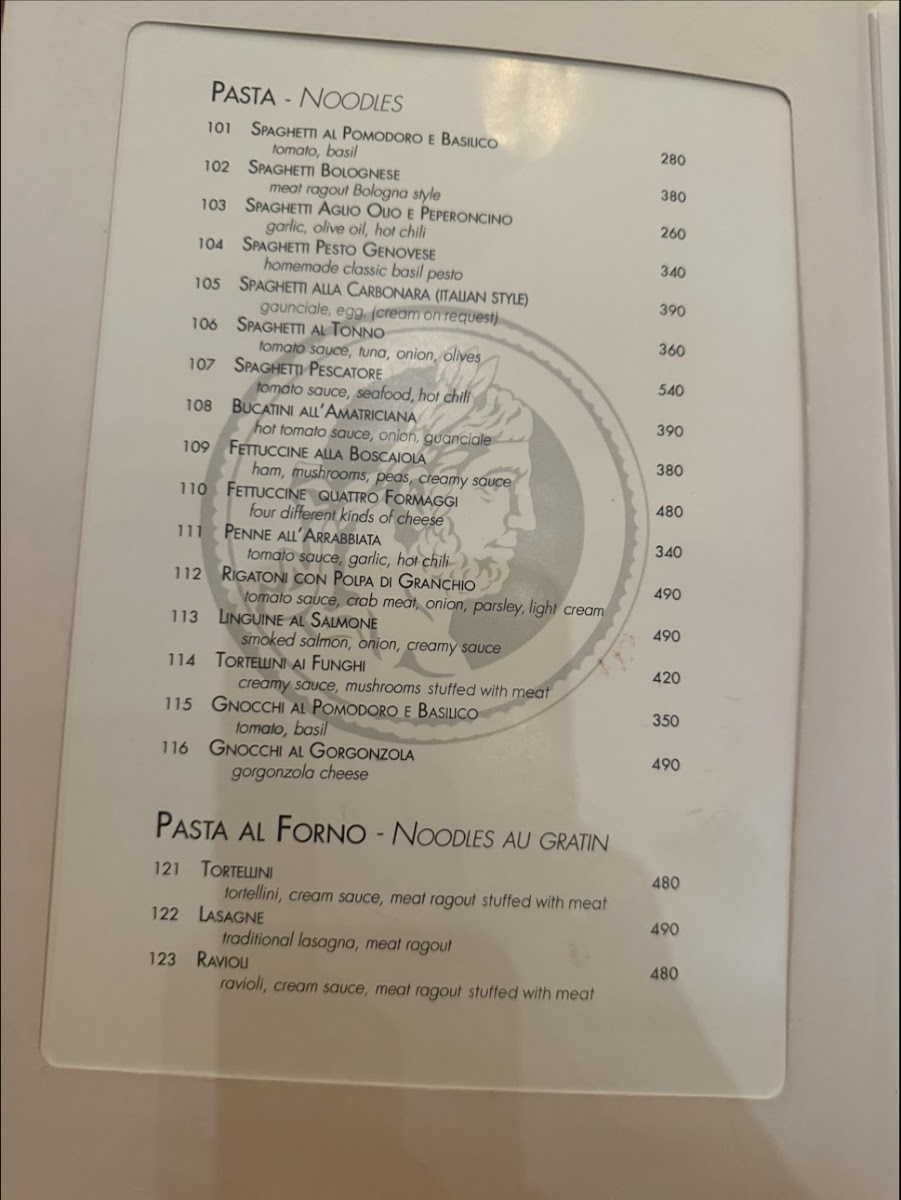 PASTA - NOODLES
101 SPAGHETTI AL POMODORO E BASILICO 280
tomato, basil
102 SPAGHETTI BOLOGNESE 380
meat ragout Bologna style
103 SPAGHETTI AGLIO OLIO E PEPERONCINO 260
garlic, olive oil, hot chili
104 SPAGHETTI PESTO GENOVESE 340
homemade classic basil pesto
105 SPAGHETTI ALLA CARBONARA (ITALIAN STYLE) 390
gaunciale, egg, (cream on request)
106 SPAGHETTI AL TONNO 360
tomato sauce, tuna, onion, olives
107 SPAGHETTI PESCATORE 540
tomato sauce, seafood, hot chili
108 BUCATINI ALL'AMATRICIANA 390
hot tomato sauce, onion, guanciale
109 FETTUCCINE ALLA BOSCAIOLA 380
ham, mushrooms, peas, creamy sauce
110 FETTUCCINE QUATTRO FORMAGGI 480
four different kinds of cheese
111 PENNE ALL'ARRABBIATA 340
tomato sauce, garlic, hot chili
112 RIGATONI CON POLPA DI GRANCHIO 490
tomato sauce, crab meat, onion, parsley, light cream
113 LINGUINE AL SALMONE 490
smoked salmon, onion, creamy sauce
114 TORTELLINI AI FUNGHI 420
creamy sauce, mushrooms stuffed with meat
115 GNOCCHI AL POMODORO E BASILICO 350
tomato, basil
116 GNOCCHI AL GORGONZOLA 490
gorgonzola cheese
PASTA AL FORNO - NOODLES AU GRATIN
121 TORTELLINI 480
tortellini, cream sauce, meat ragout stuffed with meat
122 LASAGNE 490
traditional lasagna, meat ragout
123 RAVIOLI 480
ravioli, cream sauce, meat ragout stuffed with meat